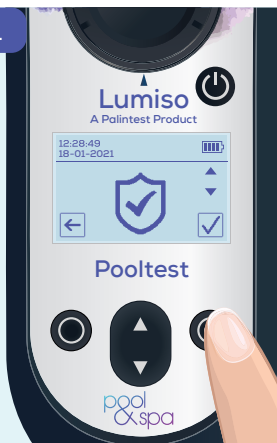 Lumiso
A Palintest Product
12:28:49
18-01-2021
Pooltest
pool
&spa